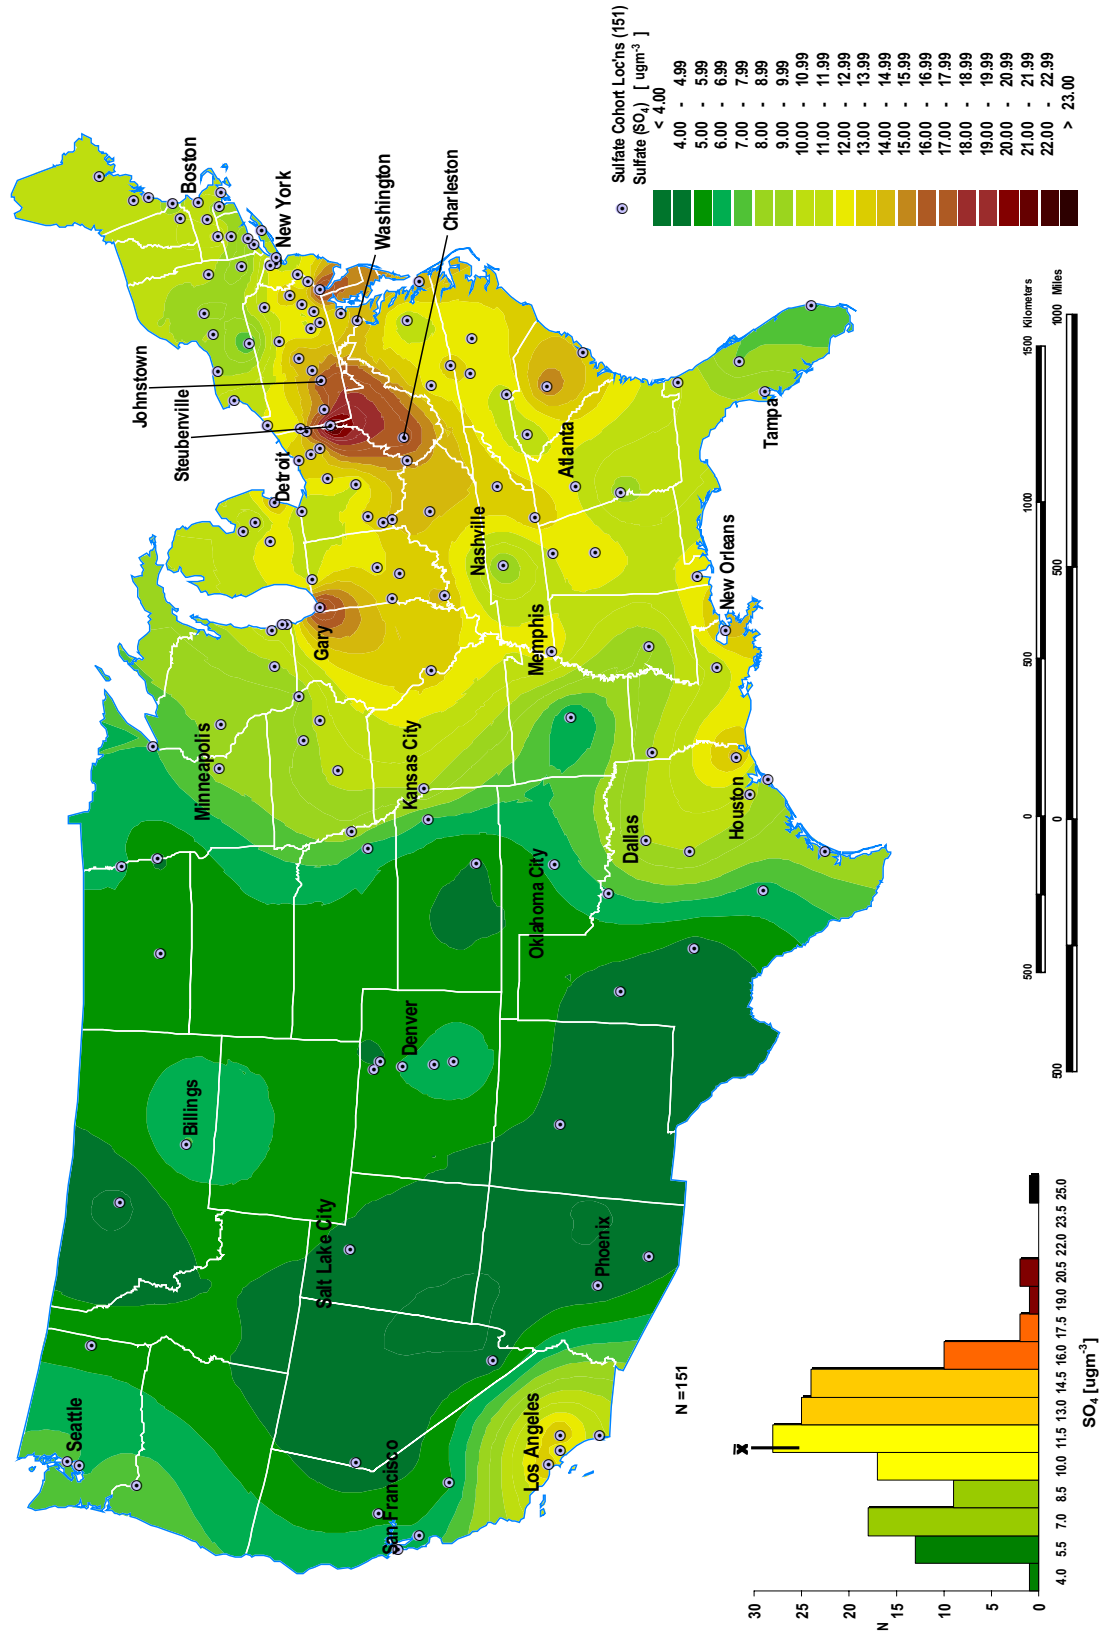 Seattle
Billings
Minneapolis
Boston
New York
Washington
Charleston
Johnstown
Steubenville
Detroit
Gary
Salt Lake City
Denver
Kansas City
Nashville
Memphis
San Francisco
Oklahoma City
Atlanta
Los Angeles
Phoenix
Dallas
Houston
New Orleans
Tampa
Sulfate Cohort Loc'ns (151)
Sulfate (SO₄) [ ugm⁻³ ]
< 4.00
4.00 - 4.99
5.00 - 5.99
6.00 - 6.99
7.00 - 7.99
8.00 - 8.99
9.00 - 9.99
10.00 - 10.99
11.00 - 11.99
12.00 - 12.99
13.00 - 13.99
14.00 - 14.99
15.00 - 15.99
16.00 - 16.99
17.00 - 17.99
18.00 - 18.99
19.00 - 19.99
20.00 - 20.99
21.00 - 21.99
22.00 - 22.99
> 23.00
500 0 500 1000 1500 Kilometers
500 0 500 1000 Miles
N = 151
x̄
30
20
N
15
10
5
0
4.0 5.5 7.0 8.5 10.0 11.5 13.0 14.5 16.0 17.5 19.0 20.5 22.0 23.5 25.0
SO₄ [ugm⁻³]